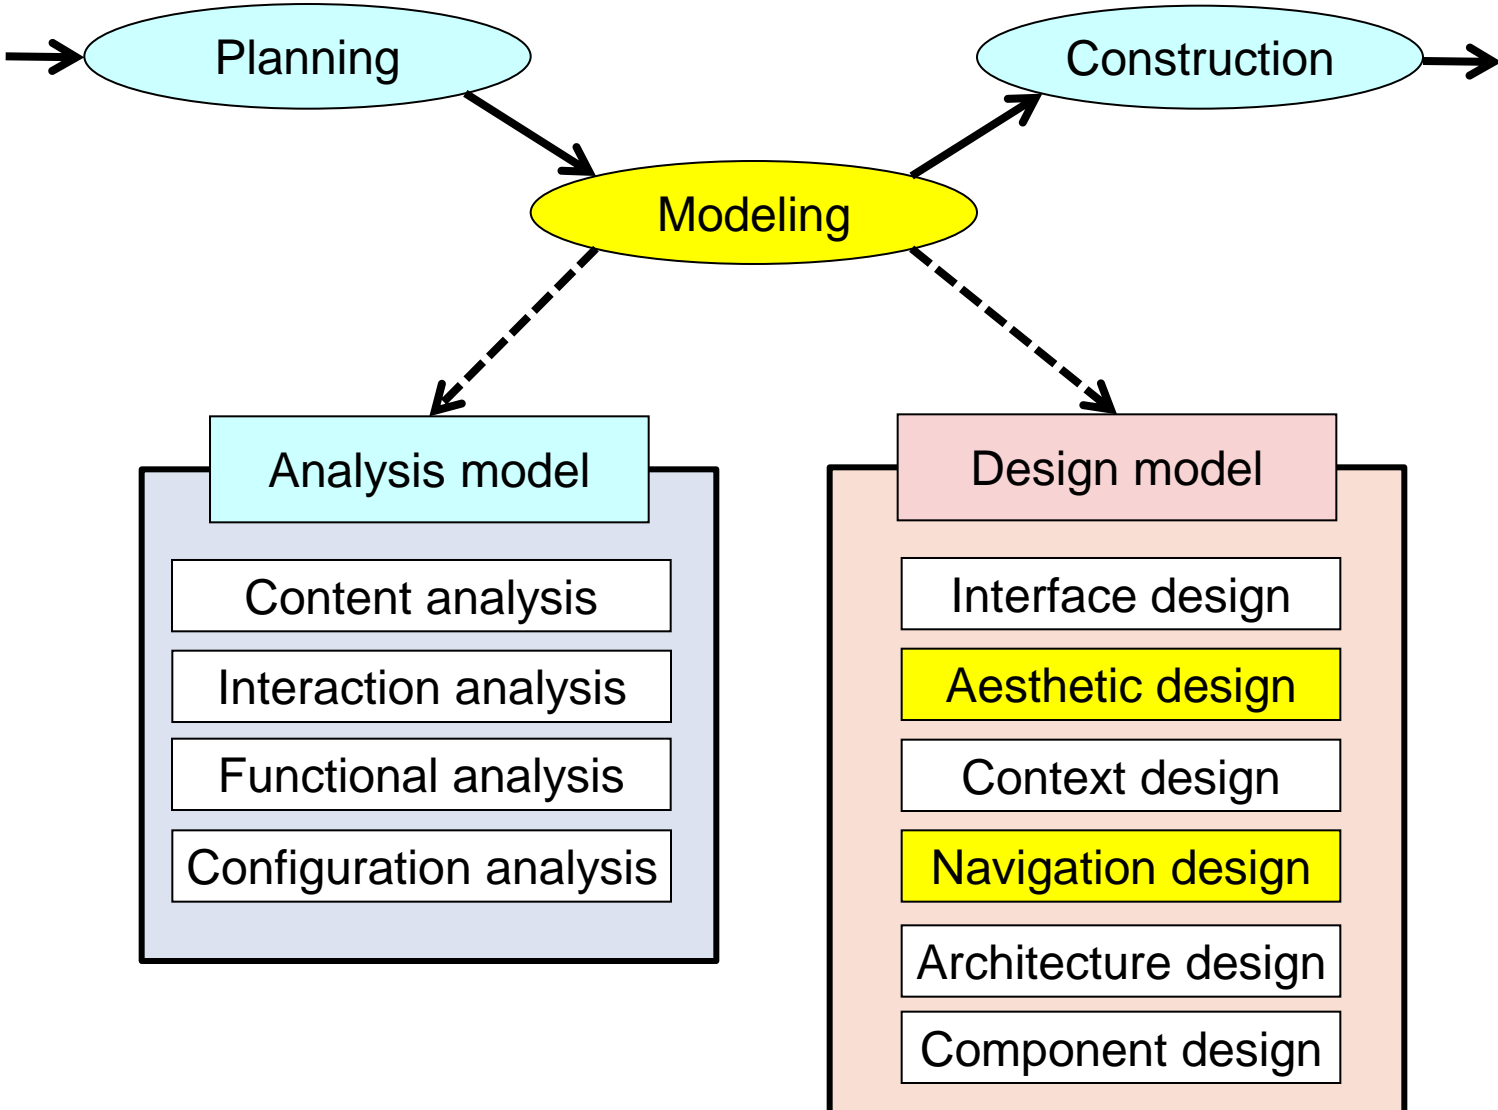 Planning
Construction
Modeling
Analysis model
Content analysis
Interaction analysis
Functional analysis
Configuration analysis
Design model
Interface design
Aesthetic design
Context design
Navigation design
Architecture design
Component design